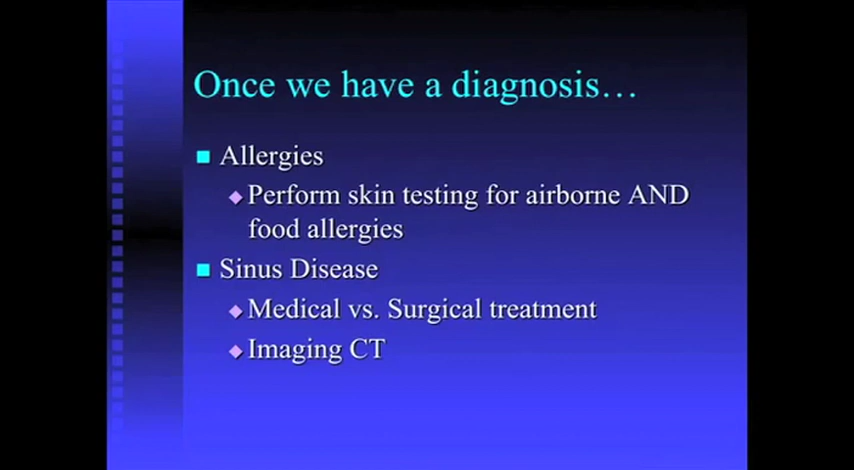 Once we have a diagnosis…
Allergies
Perform skin testing for airborne AND
food allergies
Sinus Disease
Medical vs. Surgical treatment
Imaging CT